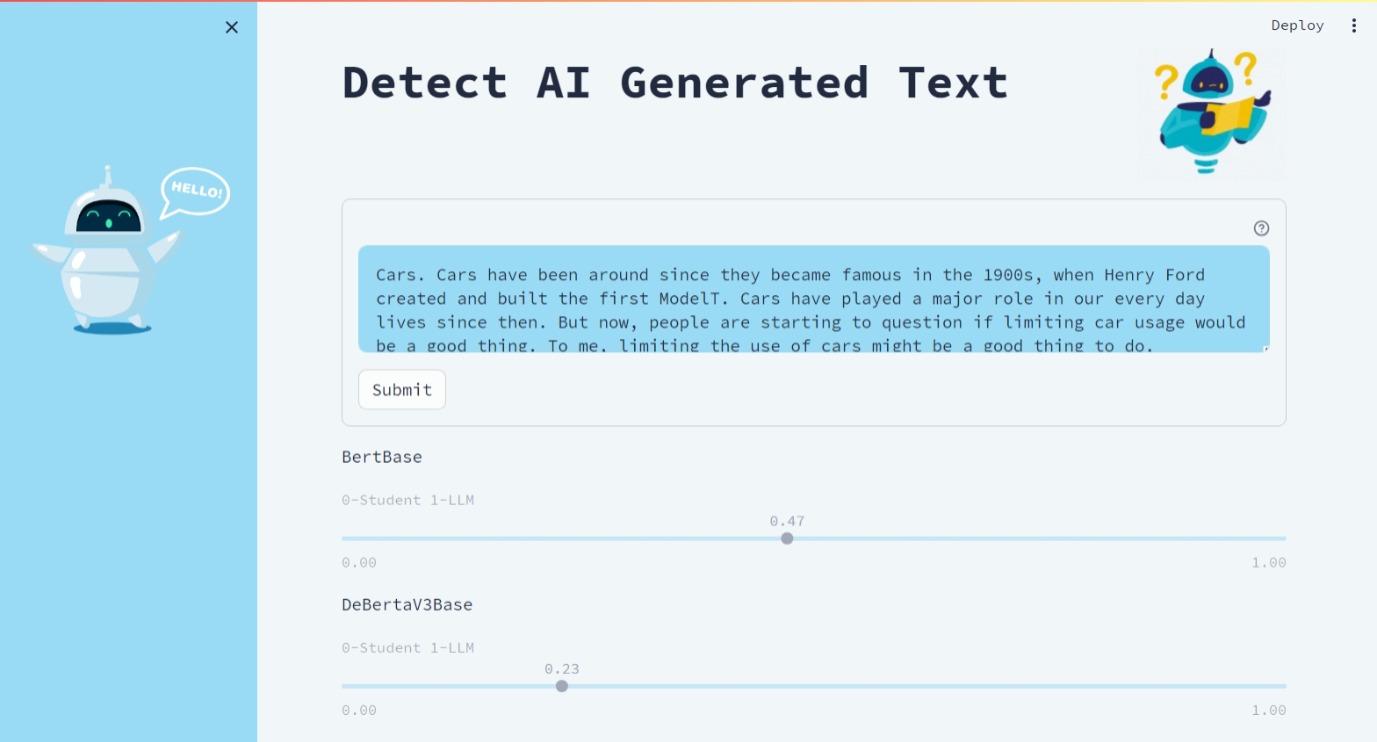 Deploy
Detect AI Generated Text
? ?
HELLO!
?
Cars. Cars have been around since they became famous in the 1900s, when Henry Ford
created and built the first ModelT. Cars have played a major role in our every day
lives since then. But now, people are starting to question if limiting car usage would
be a good thing. To me, limiting the use of cars might be a good thing to do.
Submit
BertBase
0-Student 1-LLM
0.47
0.00 1.00
DeBertaV3Base
0-Student 1-LLM
0.23
0.00 1.00